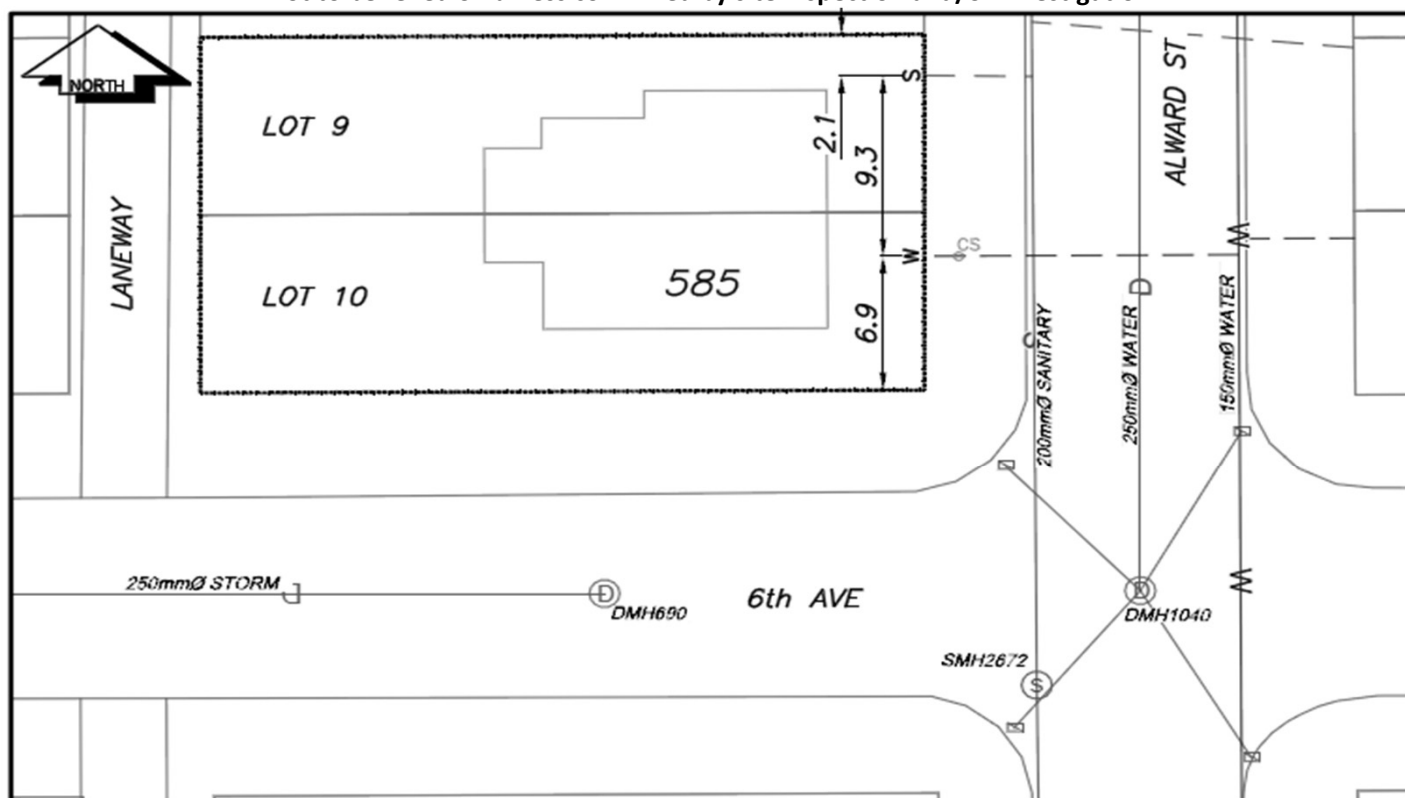 NORTH
LOT 9
LOT 10
585
LANEWAY
S
2.1
9.3
W
6.9
CS
ALWARD ST
W
D
S
200mmØ SANITARY
250mmØ WATER
150mmØ WATER
250mmØ STORM
D
D
DMH690
6th AVE
D
DMH1040
W
SMH2672
S